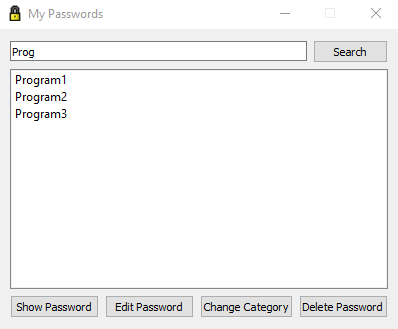 My Passwords
Prog
Search
Program1
Program2
Program3
Show Password
Edit Password
Change Category
Delete Password